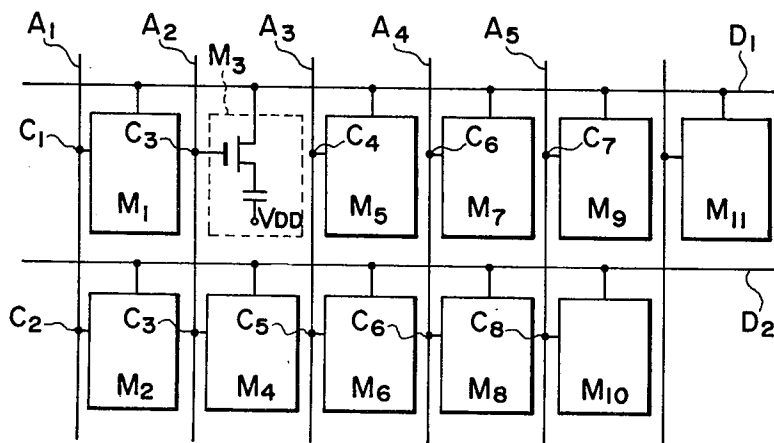 A1 A2 A3 A4 A5 D1
M3
C1 C3 C4 C6 C7
VDD
M1 M5 M7 M9 M11
C2 C3 C5 C6 C8 D2
M2 M4 M6 M8 M10